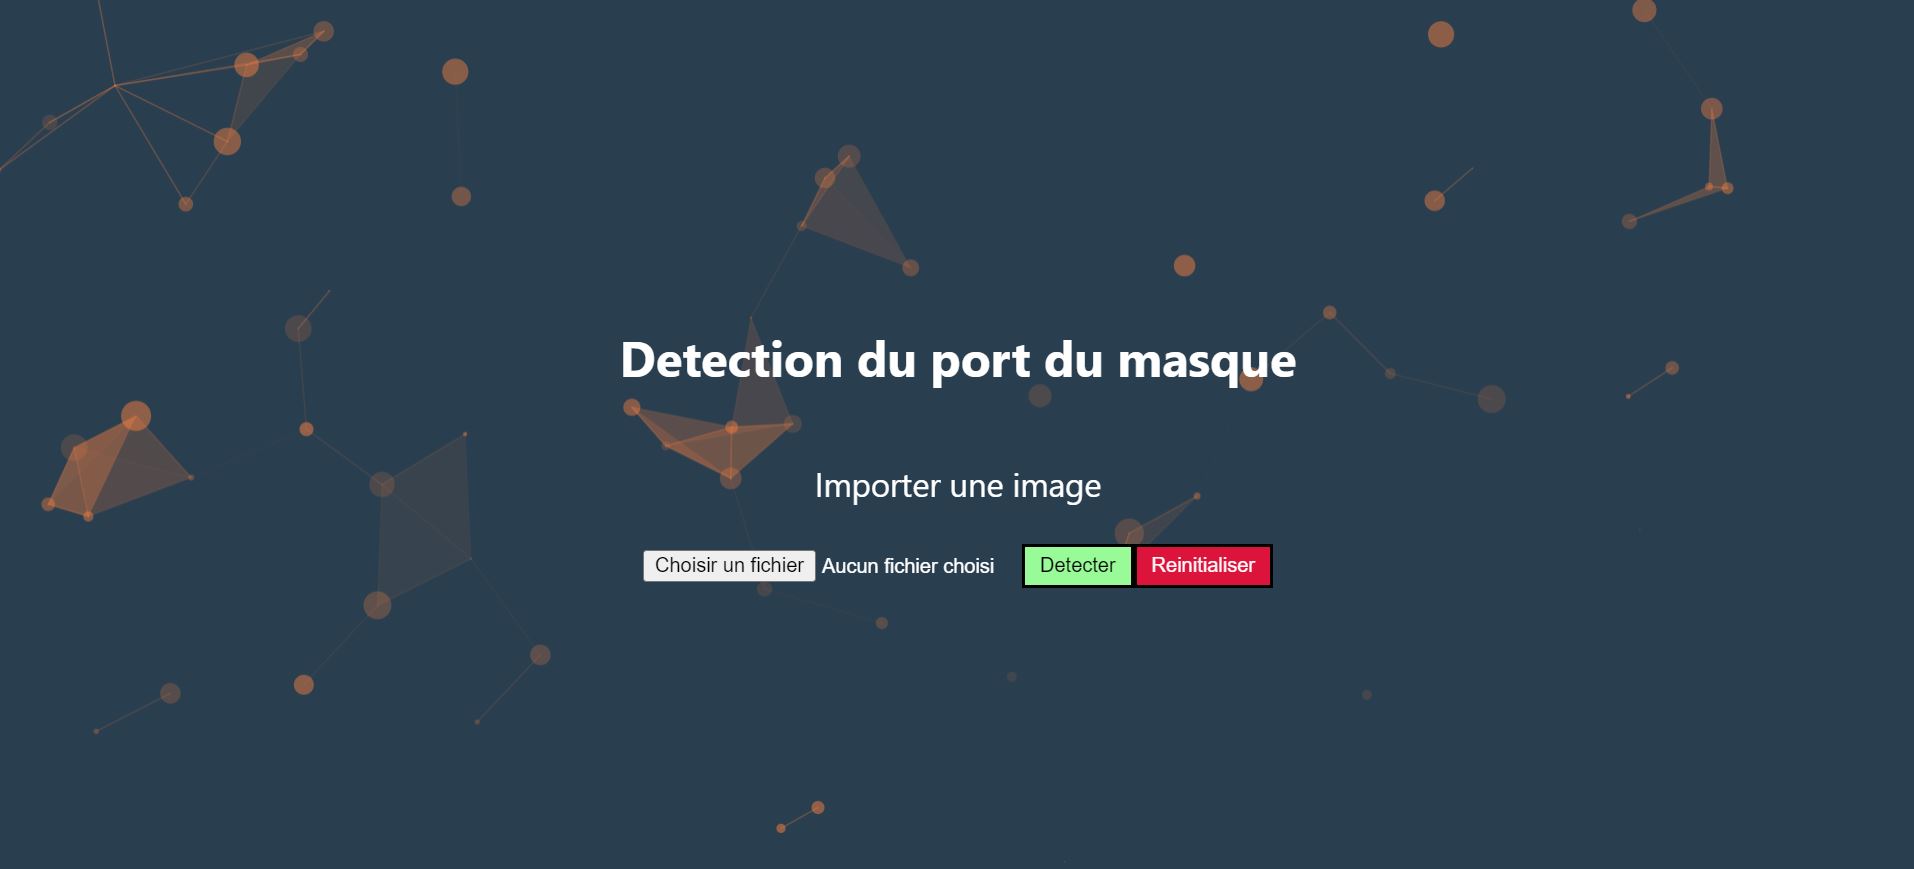 Detection du port du masque
Importer une image
Choisir un fichier Aucun fichier choisi Detecter Reinitialiser